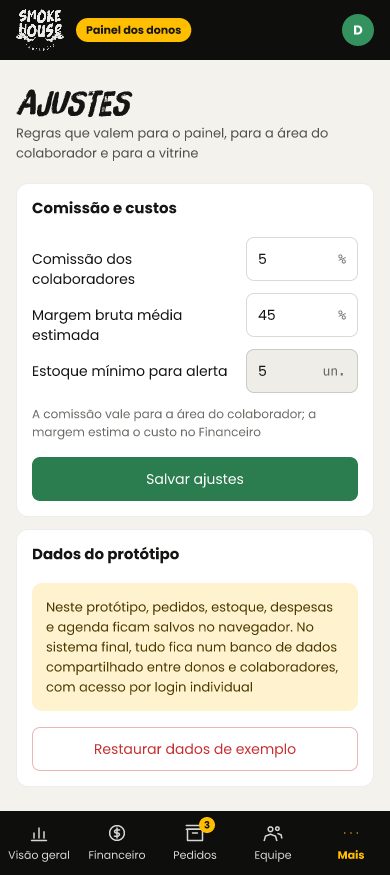 SMOKE
HOUSE
Painel dos donos
D
AJUSTES
Regras que valem para o painel, para a área do
colaborador e para a vitrine
Comissão e custos
Comissão dos
colaboradores
5 %
Margem bruta média
estimada
45 %
Estoque mínimo para alerta
5 un.
A comissão vale para a área do colaborador; a
margem estima o custo no Financeiro
Salvar ajustes
Dados do protótipo
Neste protótipo, pedidos, estoque, despesas
e agenda ficam salvos no navegador. No
sistema final, tudo fica num banco de dados
compartilhado entre donos e colaboradores,
com acesso por login individual
Restaurar dados de exemplo
3
Visão geral
Financeiro
Pedidos
Equipe
Mais